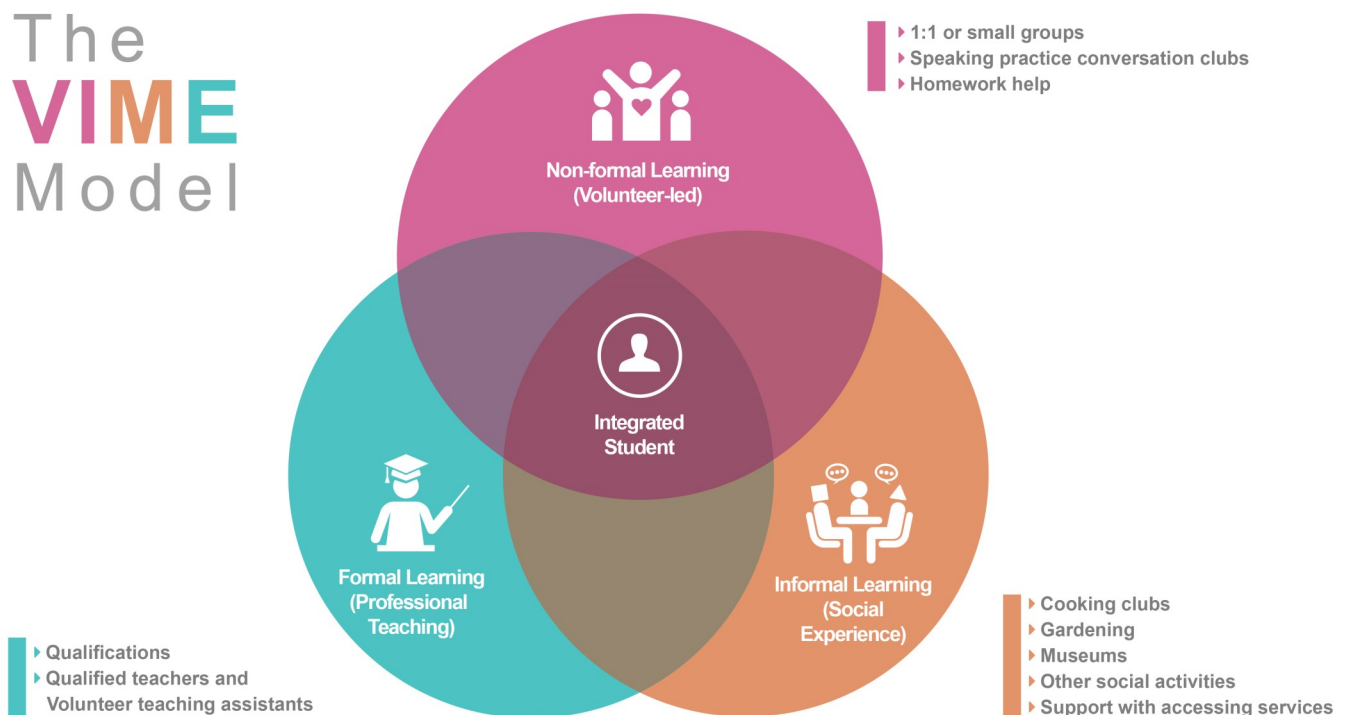 The
VIME
Model
1:1 or small groups
Speaking practice conversation clubs
Homework help
Non-formal Learning
(Volunteer-led)
Integrated
Student
Formal Learning
(Professional
Teaching)
Informal Learning
(Social
Experience)
Qualifications
Qualified teachers and
Volunteer teaching assistants
Cooking clubs
Gardening
Museums
Other social activities
Support with accessing services